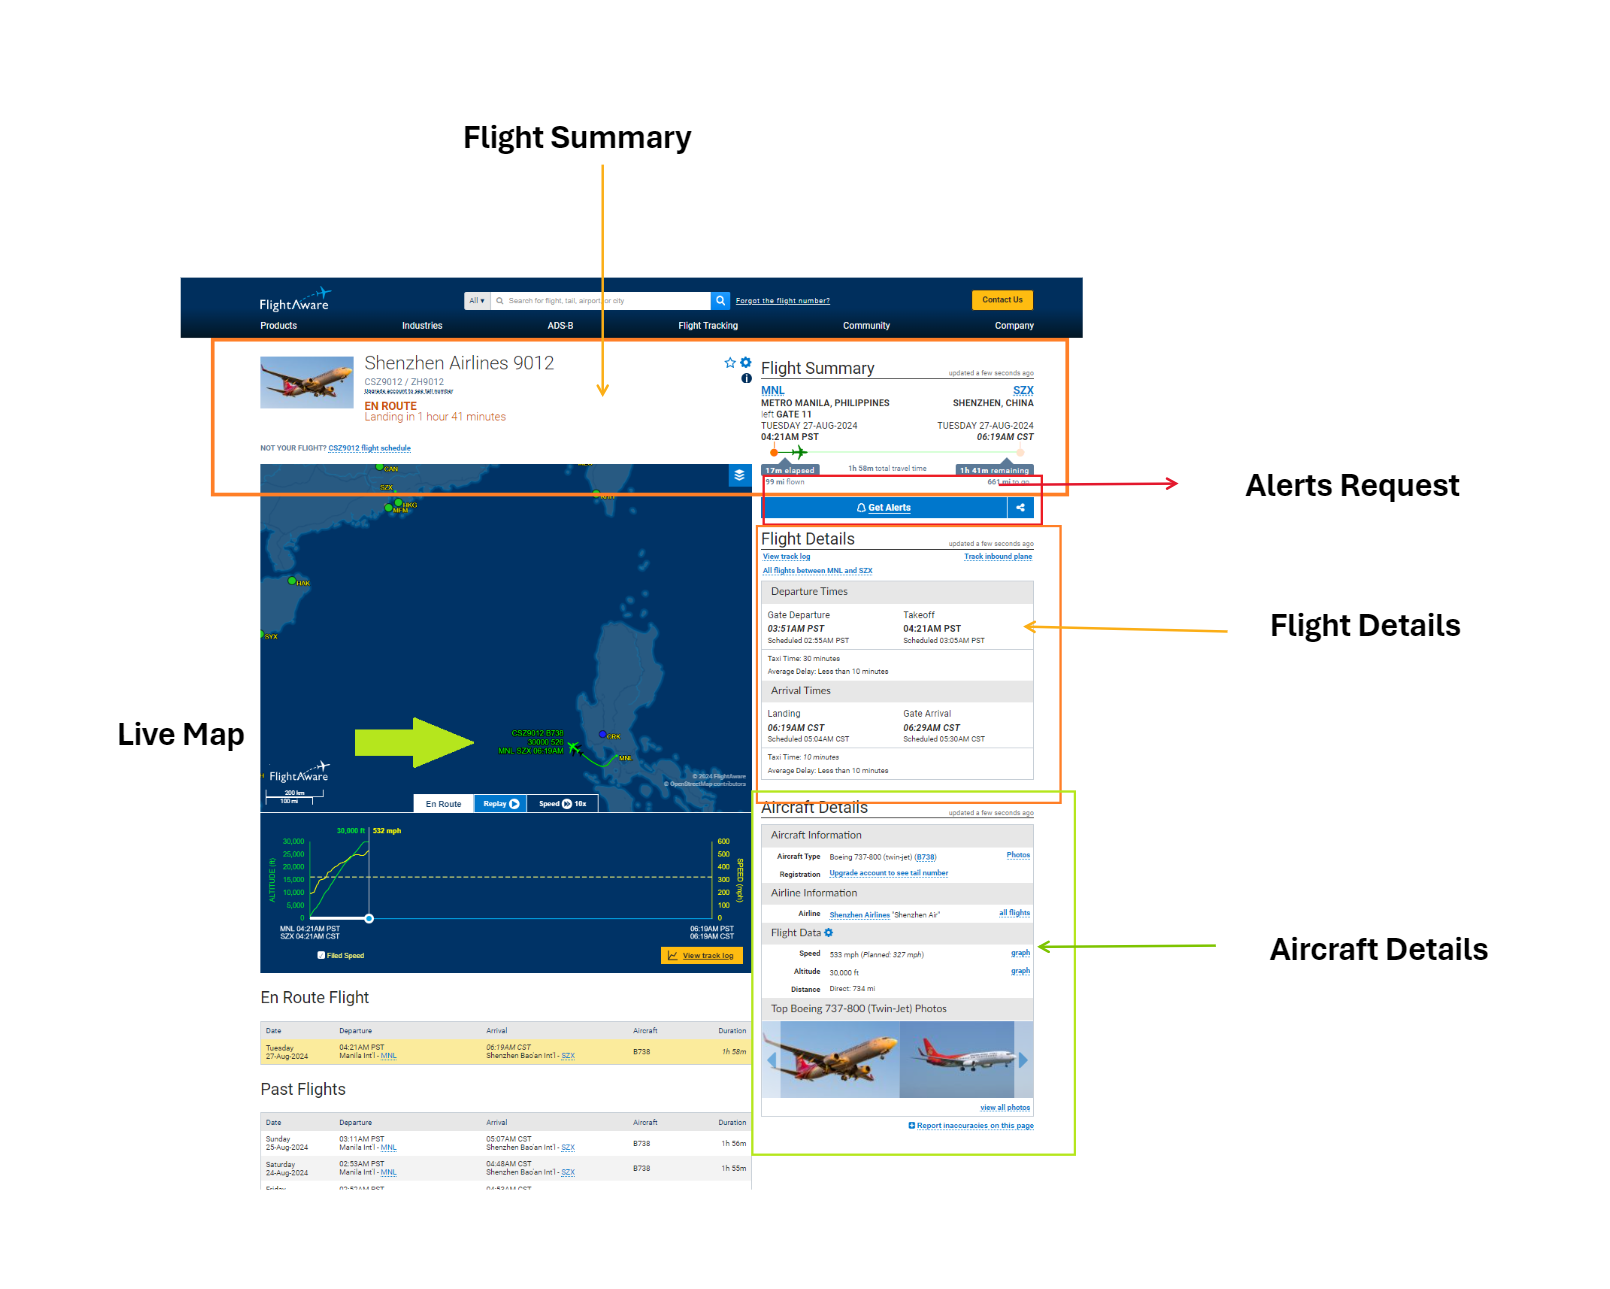 Flight Summary
FlightAware
All ▾
Search for flight, tail, airport, or city
Forgot the flight number?
Contact Us
Products
Industries
ADS-B
Flight Tracking
Community
Company
Shenzhen Airlines 9012
CSZ9012 / ZH9012
Upgrade account to see tail number
EN ROUTE
Landing in 1 hour 41 minutes
NOT YOUR FLIGHT? CSZ9012 flight schedule
Flight Summary
updated a few seconds ago
MNL
SZX
METRO MANILA, PHILIPPINES
SHENZHEN, CHINA
left GATE 11
TUESDAY 27-AUG-2024
TUESDAY 27-AUG-2024
04:21AM PST
06:19AM CST
17m elapsed
1h 58m total travel time
1h 41m remaining
99 mi flown
661 mi to go
Alerts Request
Get Alerts
Flight Details
updated a few seconds ago
View track log
Track inbound plane
All flights between MNL and SZX
Departure Times
Gate Departure
Takeoff
03:51AM PST
04:21AM PST
Scheduled 02:55AM PST
Scheduled 03:05AM PST
Taxi Time: 30 minutes
Average Delay: Less than 10 minutes
Arrival Times
Landing
Gate Arrival
06:19AM CST
06:29AM CST
Scheduled 05:04AM CST
Scheduled 05:30AM CST
Taxi Time: 10 minutes
Average Delay: Less than 10 minutes
Flight Details
Live Map
CAN
SZX
HKG
MFM
HAK
SYX
CSZ9012 B738
30000 526
MNL SZX 06:19AM
CRK
MNL
FlightAware
200 km
100 mi
© 2024 FlightAware
© OpenStreetMap contributors
En Route
Replay
Speed
10x
30,000 ft
532 mph
ALTITUDE (ft)
30,000
25,000
20,000
15,000
10,000
5,000
0
600
500
400
300
200
100
0
SPEED (mph)
MNL 04:21AM PST
SZX 04:21AM CST
06:19AM PST
06:19AM CST
Filed Speed
View track log
Aircraft Details
updated a few seconds ago
Aircraft Information
Aircraft Type
Boeing 737-800 (twin-jet) (B738)
Photos
Registration
Upgrade account to see tail number
Airline Information
Airline
Shenzhen Airlines "Shenzhen Air"
all flights
Flight Data
Speed
533 mph (Planned: 327 mph)
graph
Altitude
30,000 ft
graph
Distance
Direct: 734 mi
Top Boeing 737-800 (Twin-Jet) Photos
view all photos
Report inaccuracies on this page
Aircraft Details
En Route Flight
Date
Departure
Arrival
Aircraft
Duration
Tuesday
27-Aug-2024
04:21AM PST
Manila Int'l - MNL
06:19AM CST
Shenzhen Bao'an Int'l - SZX
B738
1h 58m
Past Flights
Date
Departure
Arrival
Aircraft
Duration
Sunday
25-Aug-2024
03:11AM PST
Manila Int'l - MNL
05:07AM CST
Shenzhen Bao'an Int'l - SZX
B738
1h 56m
Saturday
24-Aug-2024
02:53AM PST
Manila Int'l - MNL
04:48AM CST
Shenzhen Bao'an Int'l - SZX
B738
1h 55m
Friday
02:52AM PST
04:53AM CST